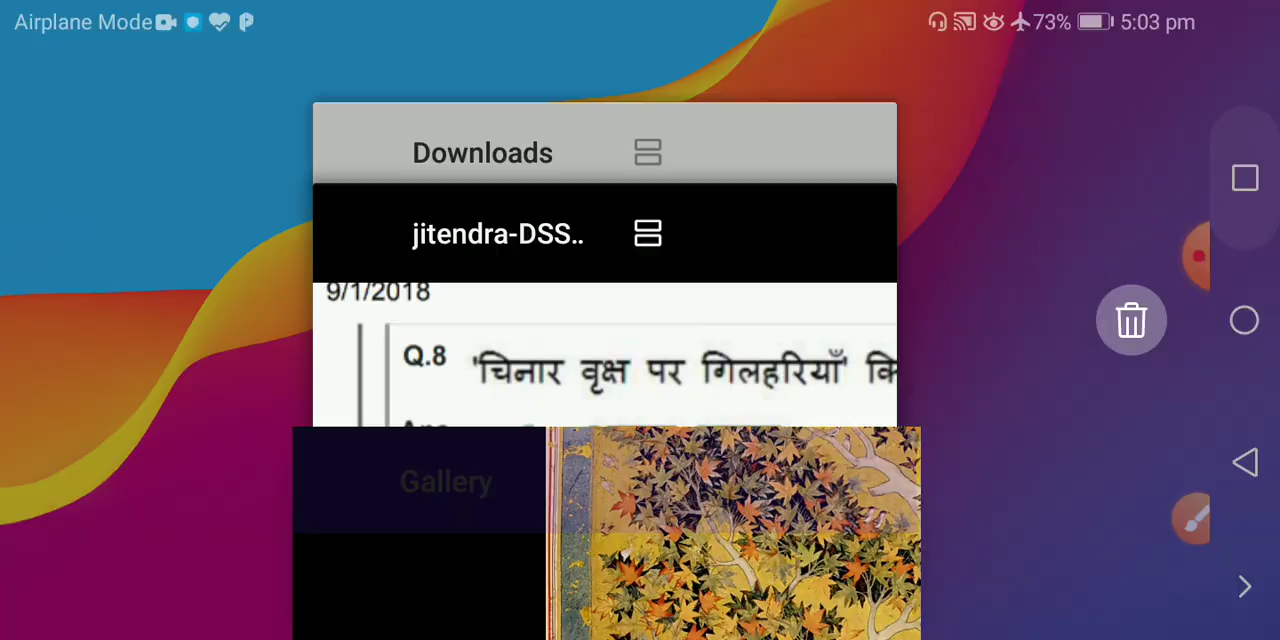 Airplane Mode 73% 5:03 pm
Downloads
jitendra-DSS..
9/1/2018
Q.8 'चिनार वृक्ष पर गिलहरियाँ'
Gallery